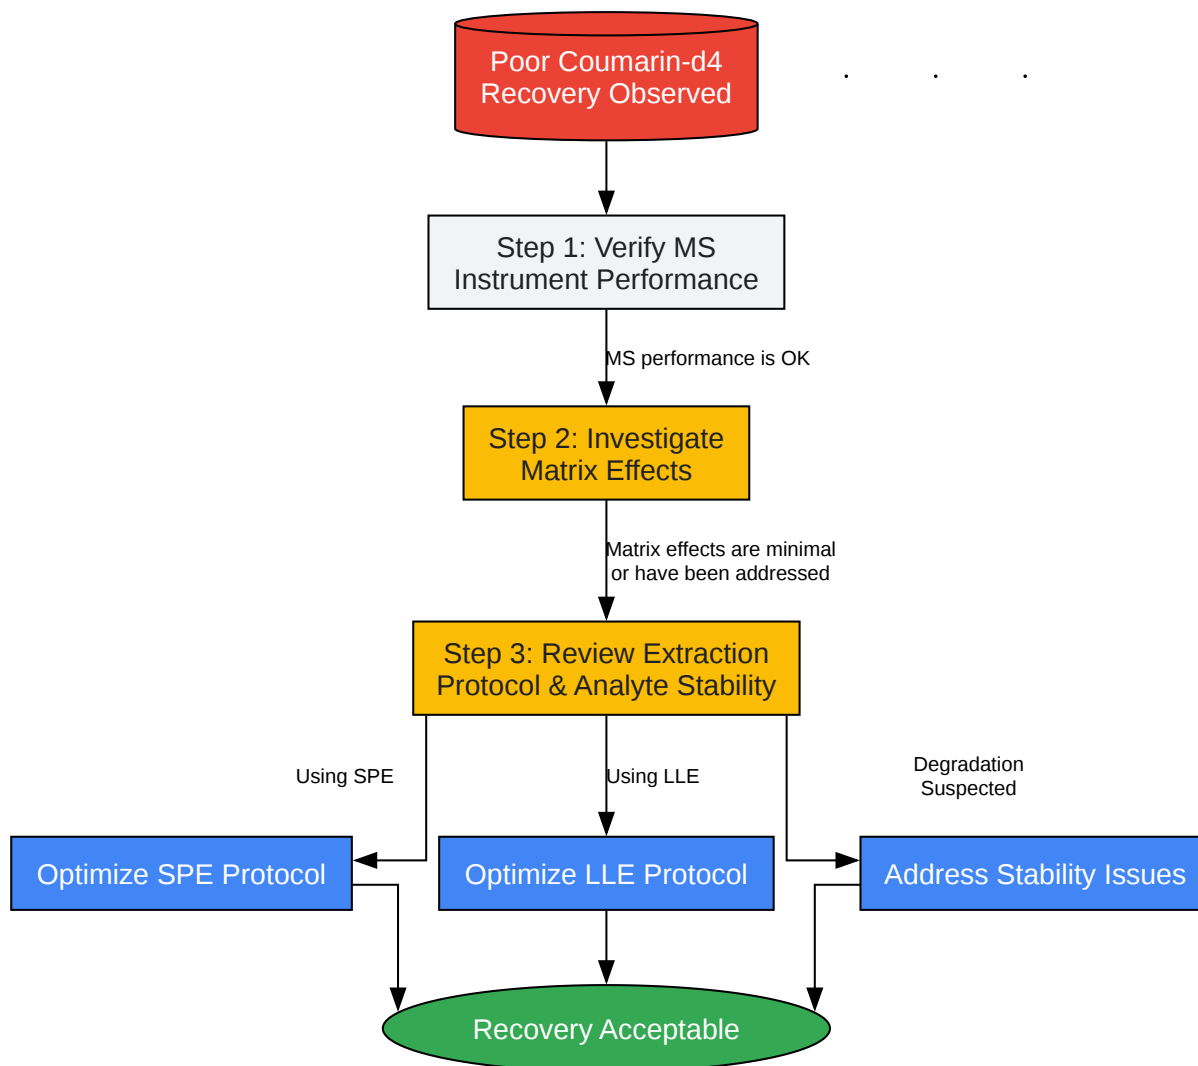 Poor Coumarin-d4
Recovery Observed
. . .
Step 1: Verify MS
Instrument Performance
MS performance is OK
Step 2: Investigate
Matrix Effects
Matrix effects are minimal
or have been addressed
Step 3: Review Extraction
Protocol & Analyte Stability
Using SPE
Using LLE
Degradation
Suspected
Optimize SPE Protocol
Optimize LLE Protocol
Address Stability Issues
Recovery Acceptable